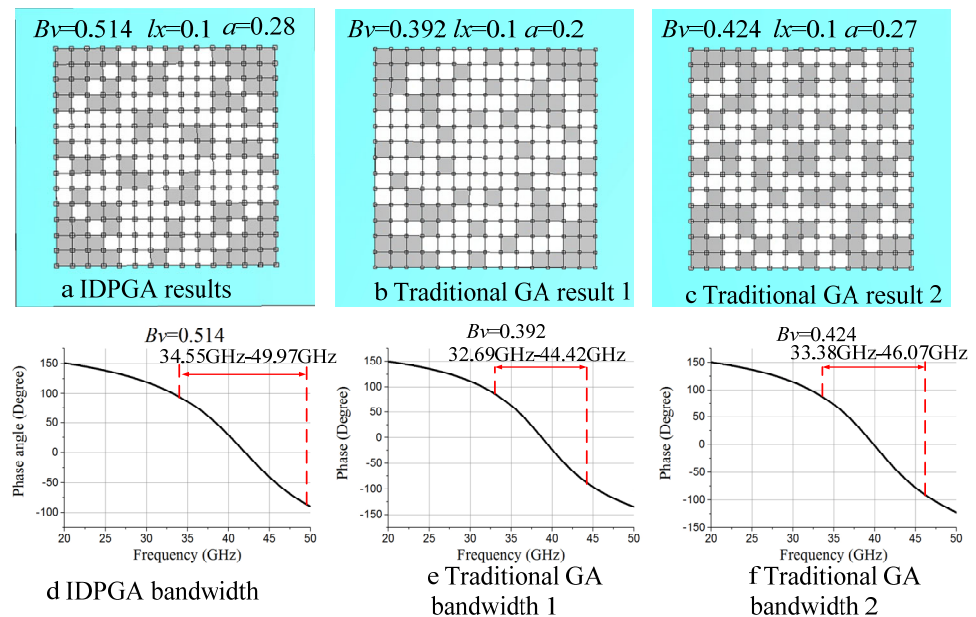 Bv=0.514 lx=0.1 a=0.28
a IDPGA results
Bv=0.392 lx=0.1 a=0.2
b Traditional GA result 1
Bv=0.424 lx=0.1 a=0.27
c Traditional GA result 2
Bv=0.514
34.55GHz-49.97GHz
Phase angle (Degree)
150
100
50
0
-50
-100
20 25 30 35 40 45 50
Frequency (GHz)
d IDPGA bandwidth
Bv=0.392
32.69GHz-44.42GHz
Phase (Degree)
150
100
50
0
-50
-100
-150
20 25 30 35 40 45 50
Frequency (GHz)
e Traditional GA
bandwidth 1
Bv=0.424
33.38GHz-46.07GHz
Phase (Degree)
150
100
50
0
-50
-100
-150
20 25 30 35 40 45 50
Frequency (GHz)
f Traditional GA
bandwidth 2